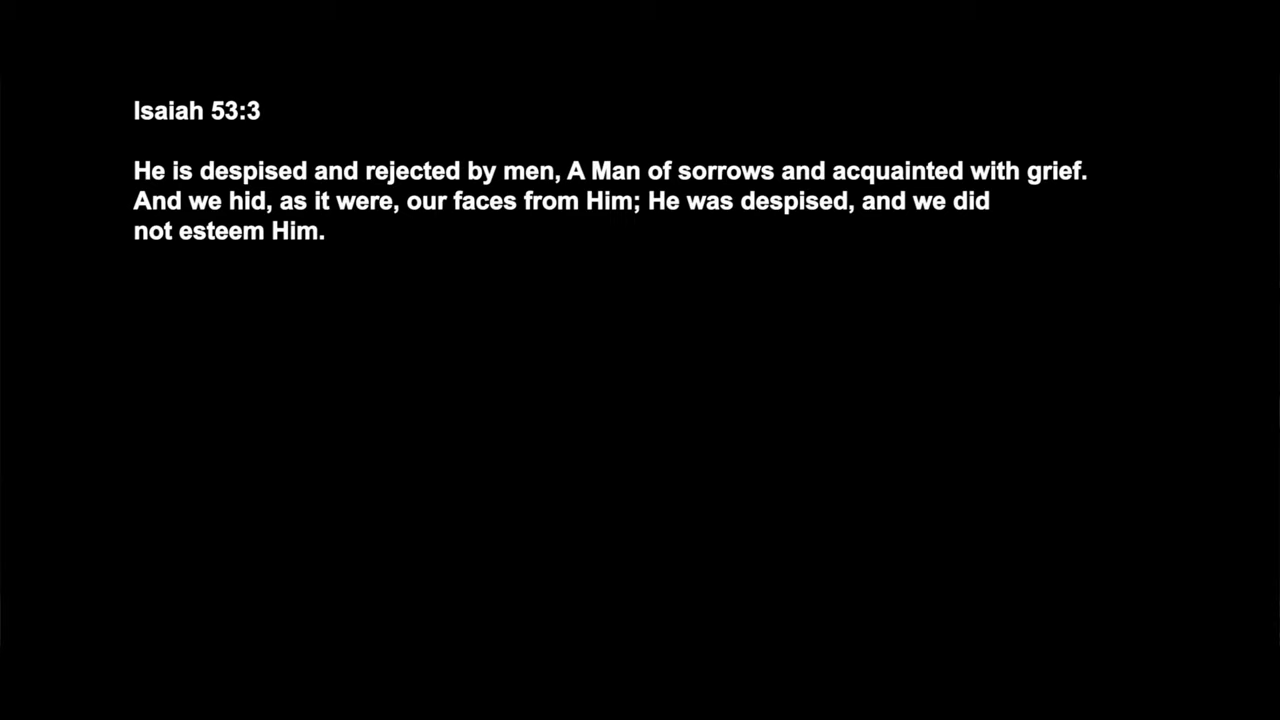 Isaiah 53:3
He is despised and rejected by men, A Man of sorrows and acquainted with grief.
And we hid, as it were, our faces from Him; He was despised, and we did
not esteem Him.